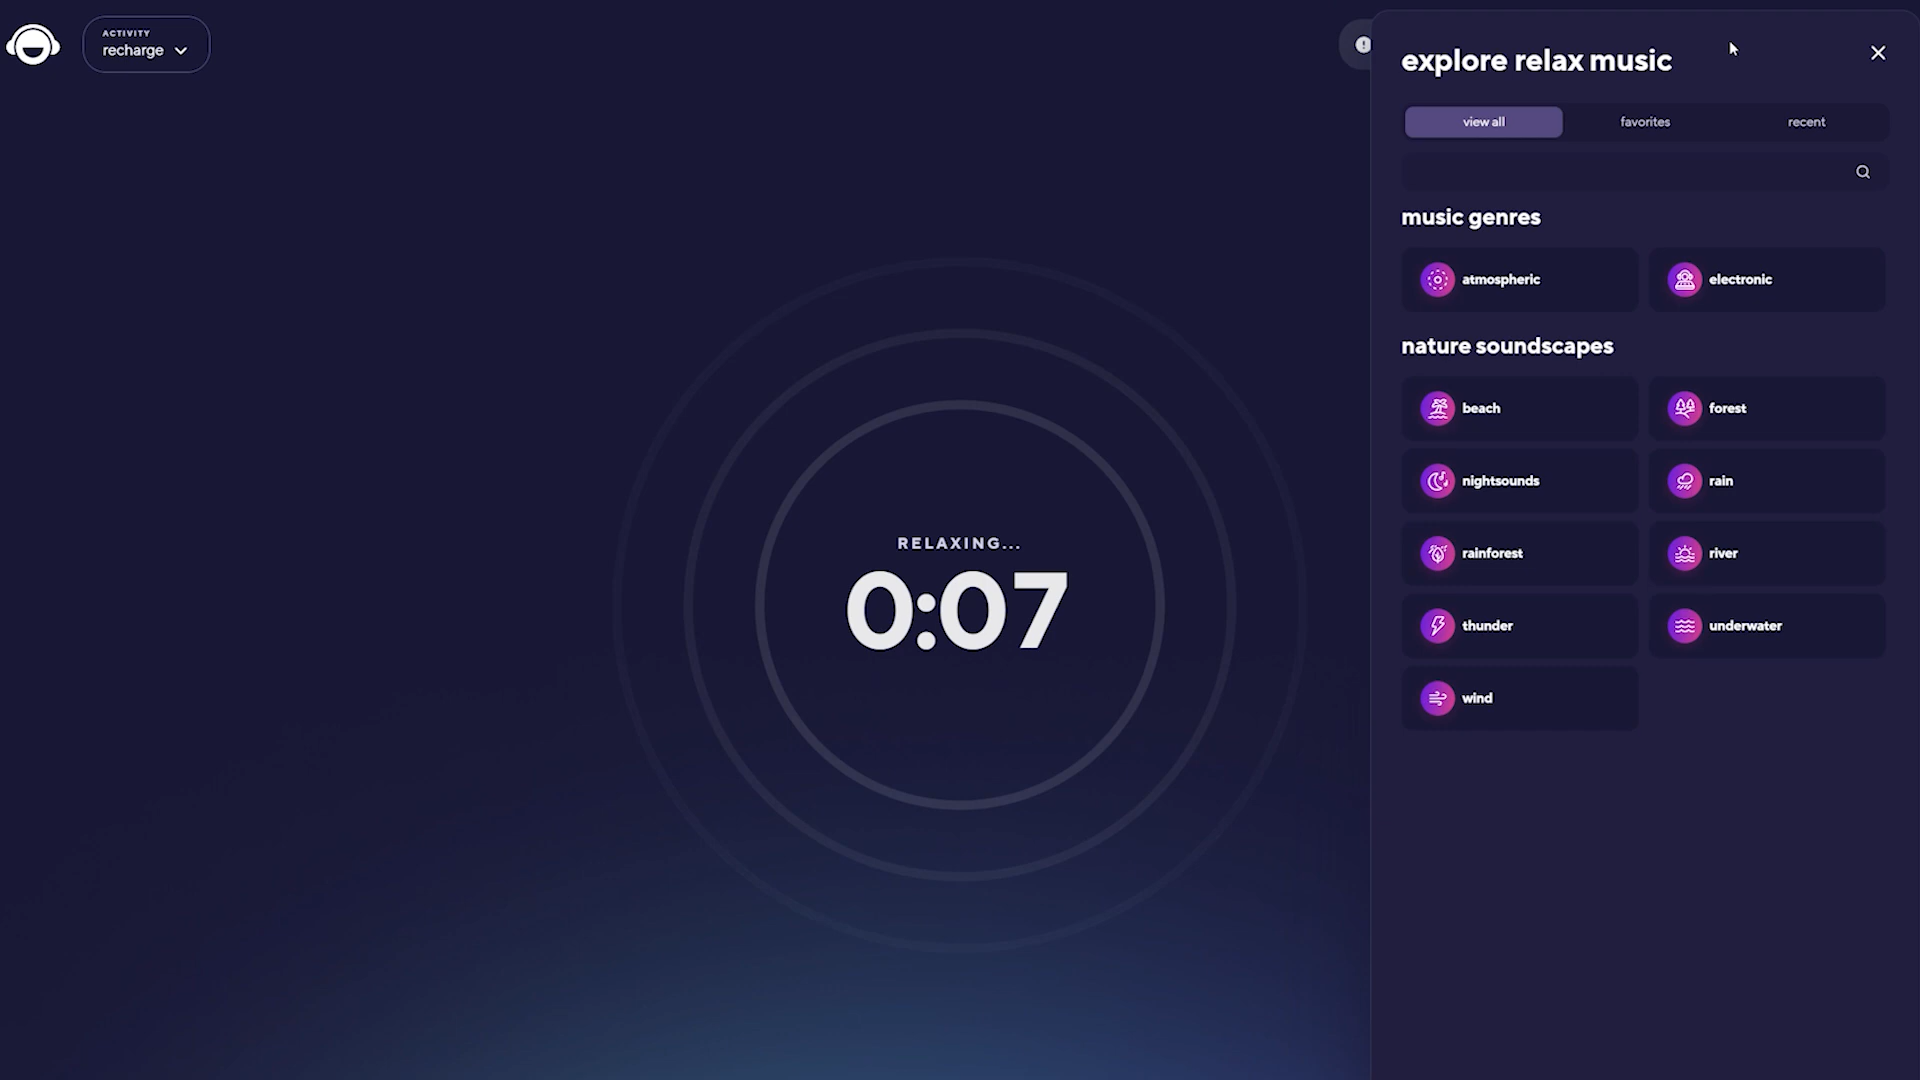 ACTIVITY
recharge
explore relax music
view all
favorites
recent
music genres
atmospheric
electronic
nature soundscapes
beach
forest
nightsounds
rain
rainforest
river
thunder
underwater
wind
RELAXING...
0:07